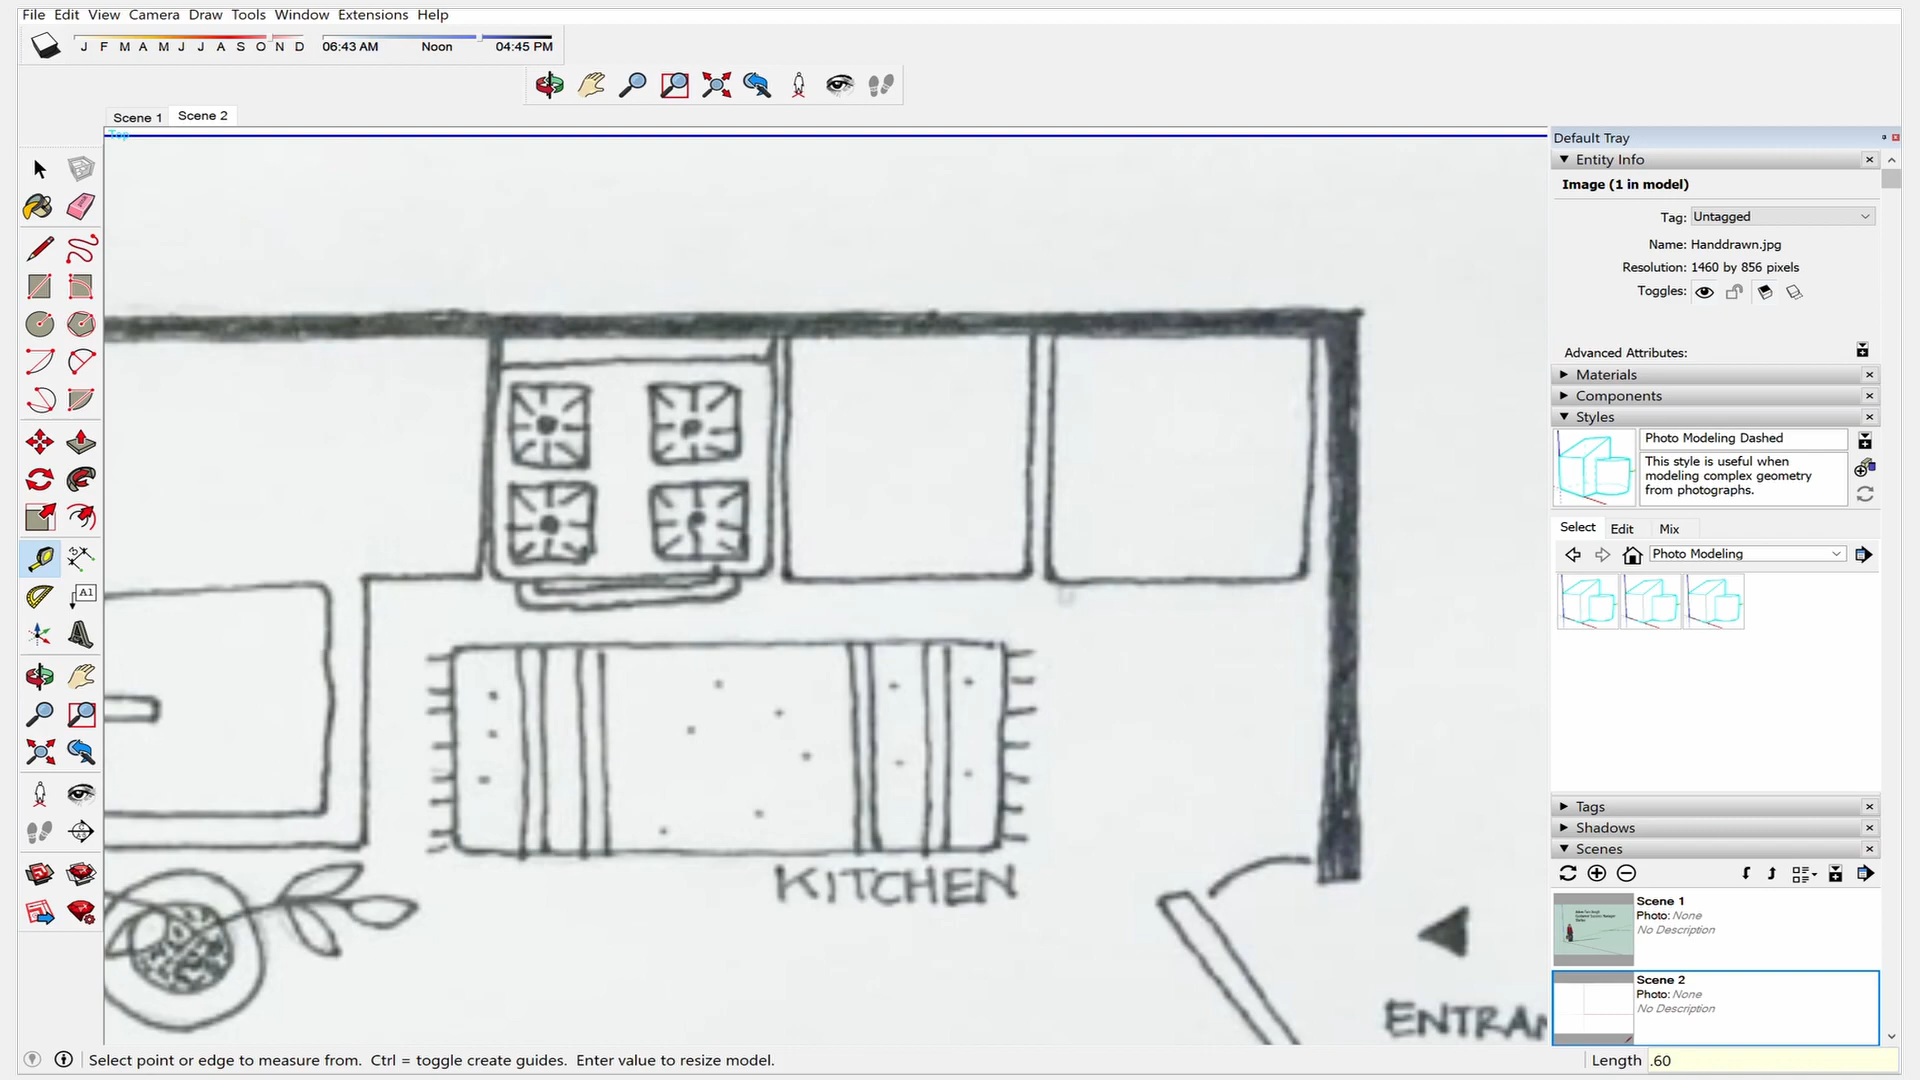 File Edit View Camera Draw Tools Window Extensions Help
J F M A M J J A S O N D
06:43 AM Noon 04:45 PM
Scene 1 Scene 2
Top
A1
KITCHEN
Default Tray
Entity Info
Image (1 in model)
Tag: Untagged
Name: Handdrawn.jpg
Resolution: 1460 by 856 pixels
Toggles:
Advanced Attributes:
Materials
Components
Styles
Photo Modeling Dashed
This style is useful when
modeling complex geometry
from photographs.
Select Edit Mix
Photo Modeling
Tags
Shadows
Scenes
Scene 1
Photo: None
No Description
Scene 2
Photo: None
No Description
ENTRAN
Select point or edge to measure from. Ctrl = toggle create guides. Enter value to resize model.
Length .60